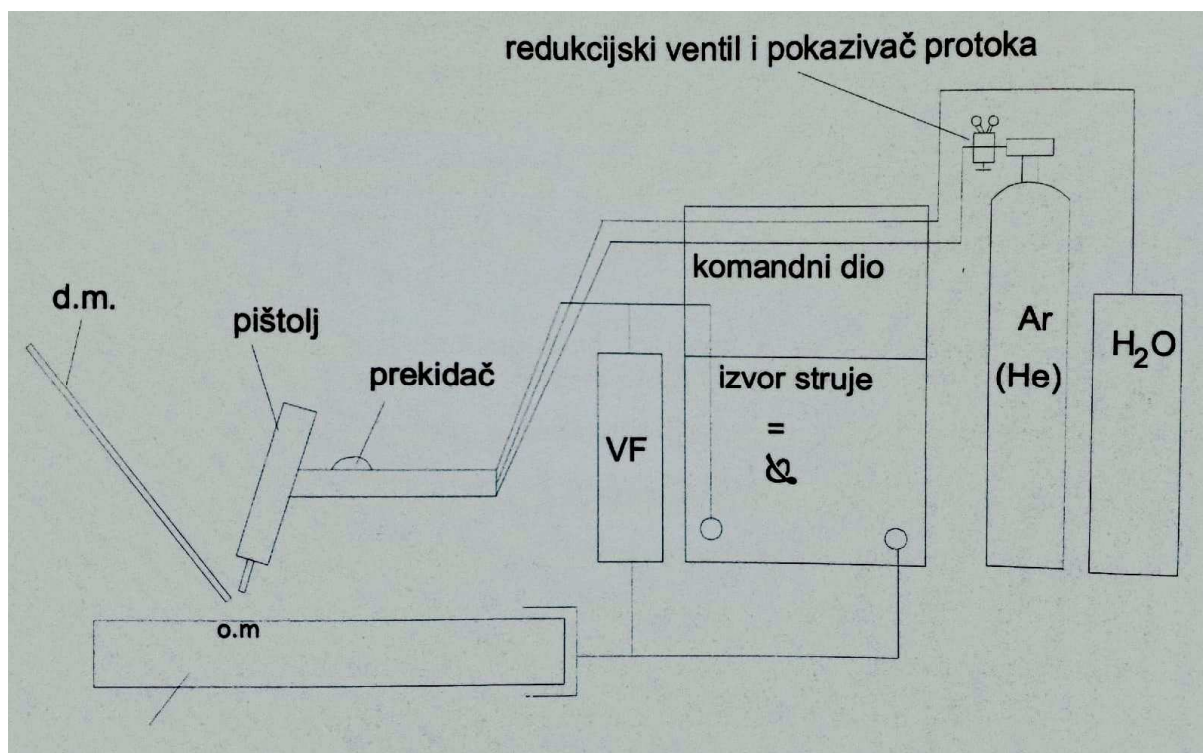 redukcijski ventil i pokazivač protoka
komandni dio
d.m.
pištolj
prekidač
izvor struje
=
VF
Ar
(He)
H₂O
o.m